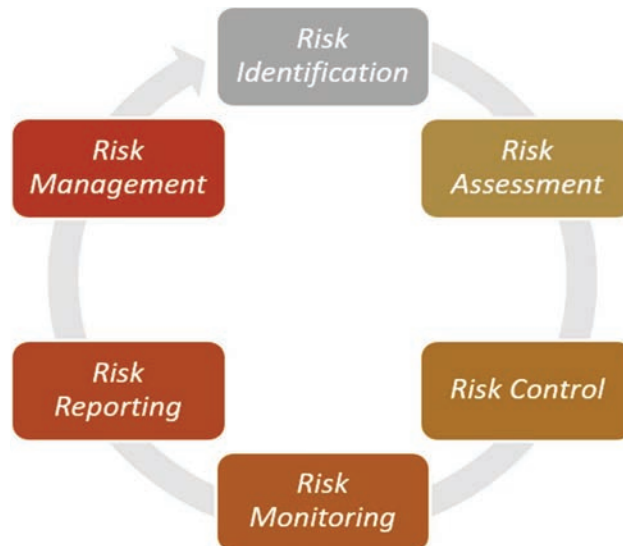 Risk
Identification
Risk
Assessment
Risk Control
Risk
Monitoring
Risk
Reporting
Risk
Management